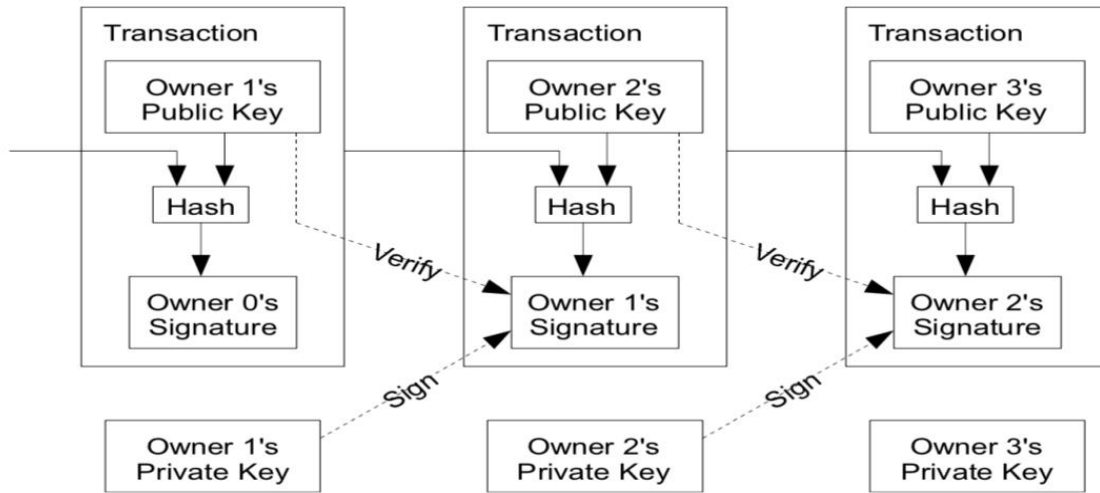 Transaction
Owner 1's
Public Key
Hash
Owner 0's
Signature
Transaction
Owner 2's
Public Key
Hash
Verify
Owner 1's
Signature
Transaction
Owner 3's
Public Key
Hash
Verify
Owner 2's
Signature
Sign
Sign
Owner 1's
Private Key
Owner 2's
Private Key
Owner 3's
Private Key